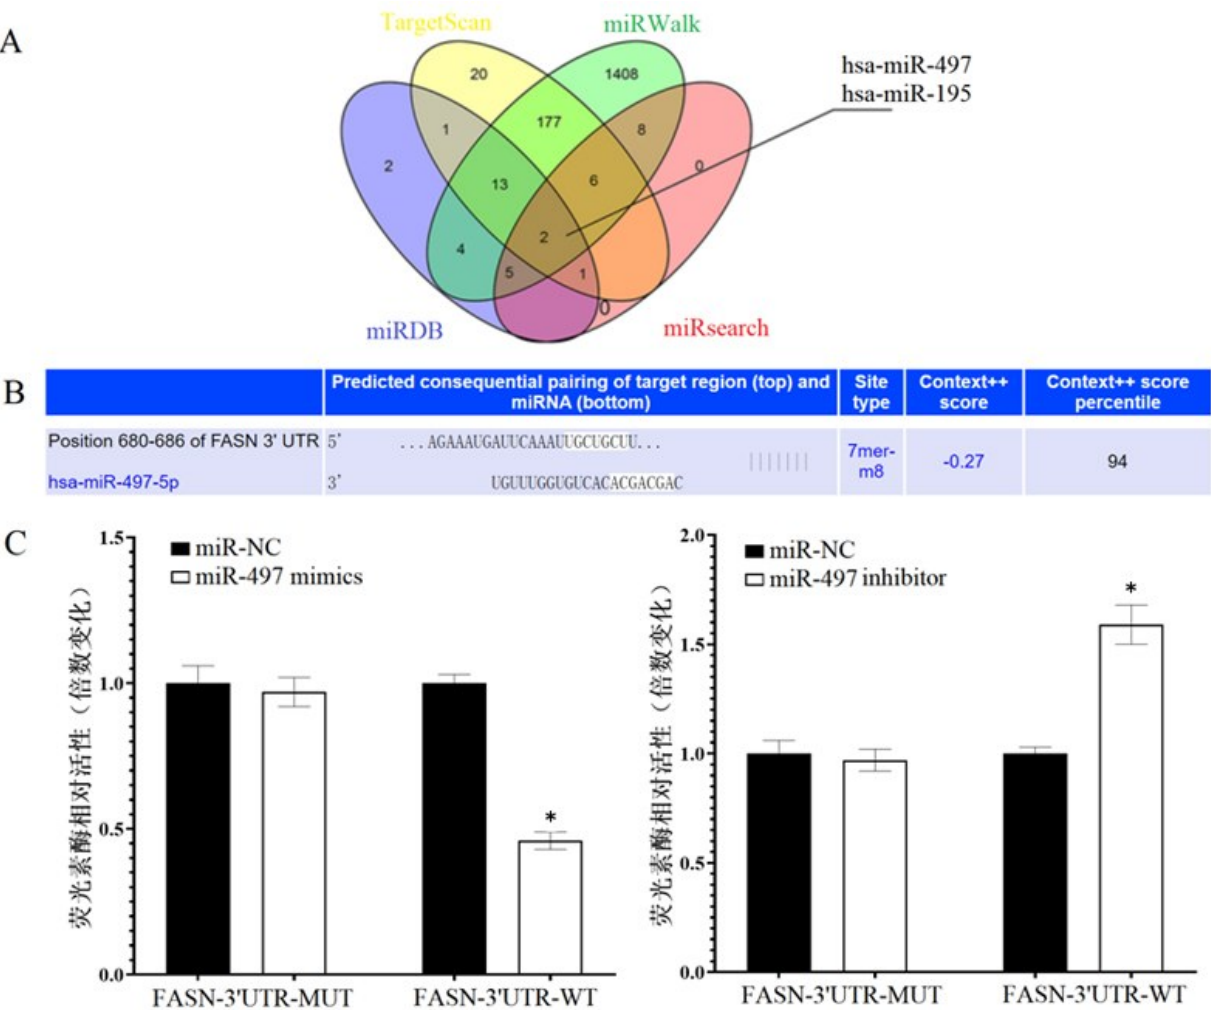 A
TargetScan
miRWalk
hsa-miR-497
hsa-miR-195
20
1408
1
177
8
2
0
13
6
4
2
5
1
0
miRDB
miRsearch
B
Predicted consequential pairing of target region (top) and
miRNA (bottom)
Site
type
Context++
score
Context++ score
percentile
Position 680-686 of FASN 3' UTR
5' ...AGAAAUGAUUCAAAUUGCUGCUU...
hsa-miR-497-5p
3' UGUUUGGUGUCACACGACGAC
7mer-
m8
-0.27
94
C
1.5
1.0
0.5
0.0
荧光素酶相对活性（倍数变化）
miR-NC
miR-497 mimics
*
FASN-3'UTR-MUT
FASN-3'UTR-WT
2.0
1.5
1.0
0.5
0.0
荧光素酶相对活性（倍数变化）
miR-NC
miR-497 inhibitor
*
FASN-3'UTR-MUT
FASN-3'UTR-WT